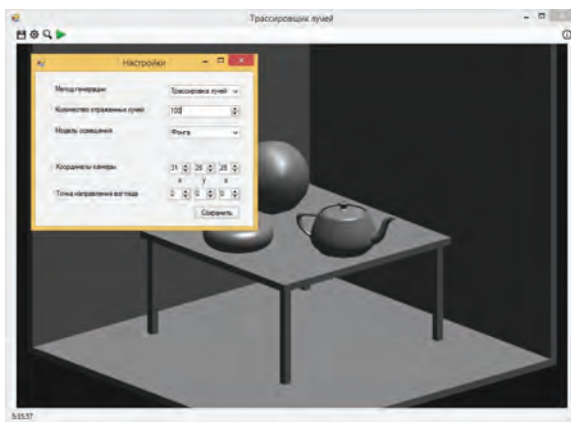 Трассировщик лучей
Настройки
Метод генерации Трассировка лучей
Количество отраженных лучей 100
Модель освещения Фонга
Координаты камеры 31 26 28
x y z
Точка направления взгляда 0 0 0
Сохранить
5:05.57